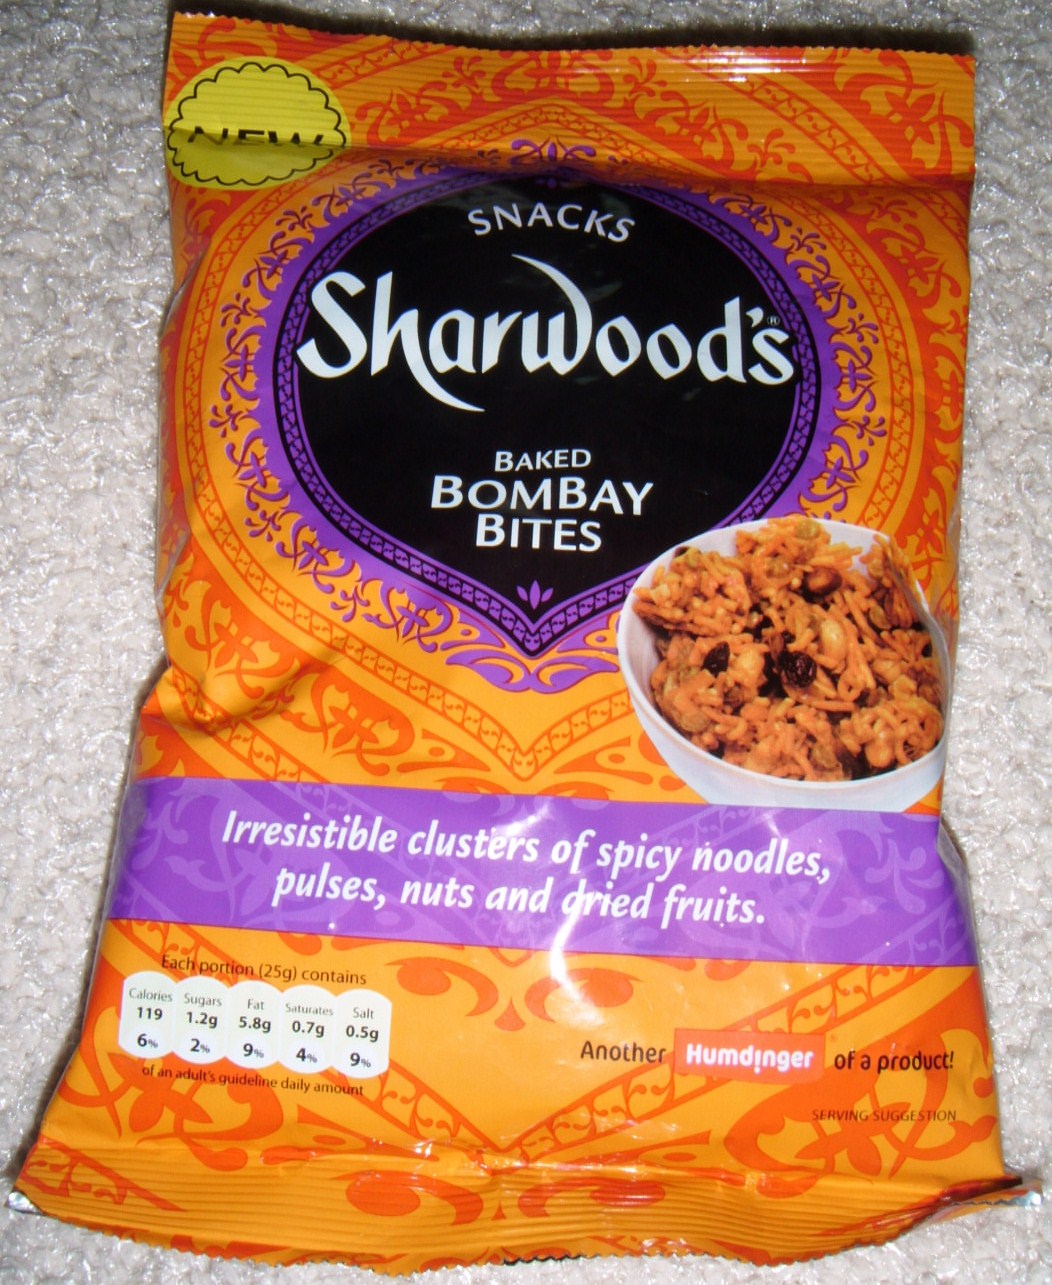 NEW
SNACKS
Sharwood's®
BAKED
BOMBAY
BITES
Irresistible clusters of spicy noodles,
pulses, nuts and dried fruits.
Each portion (25g) contains
Calories Sugars Fat Saturates Salt
119 1.2g 5.8g 0.7g 0.5g
6% 2% 9% 4% 9%
of an adult's guideline daily amount
Another Humdinger of a product!
SERVING SUGGESTION